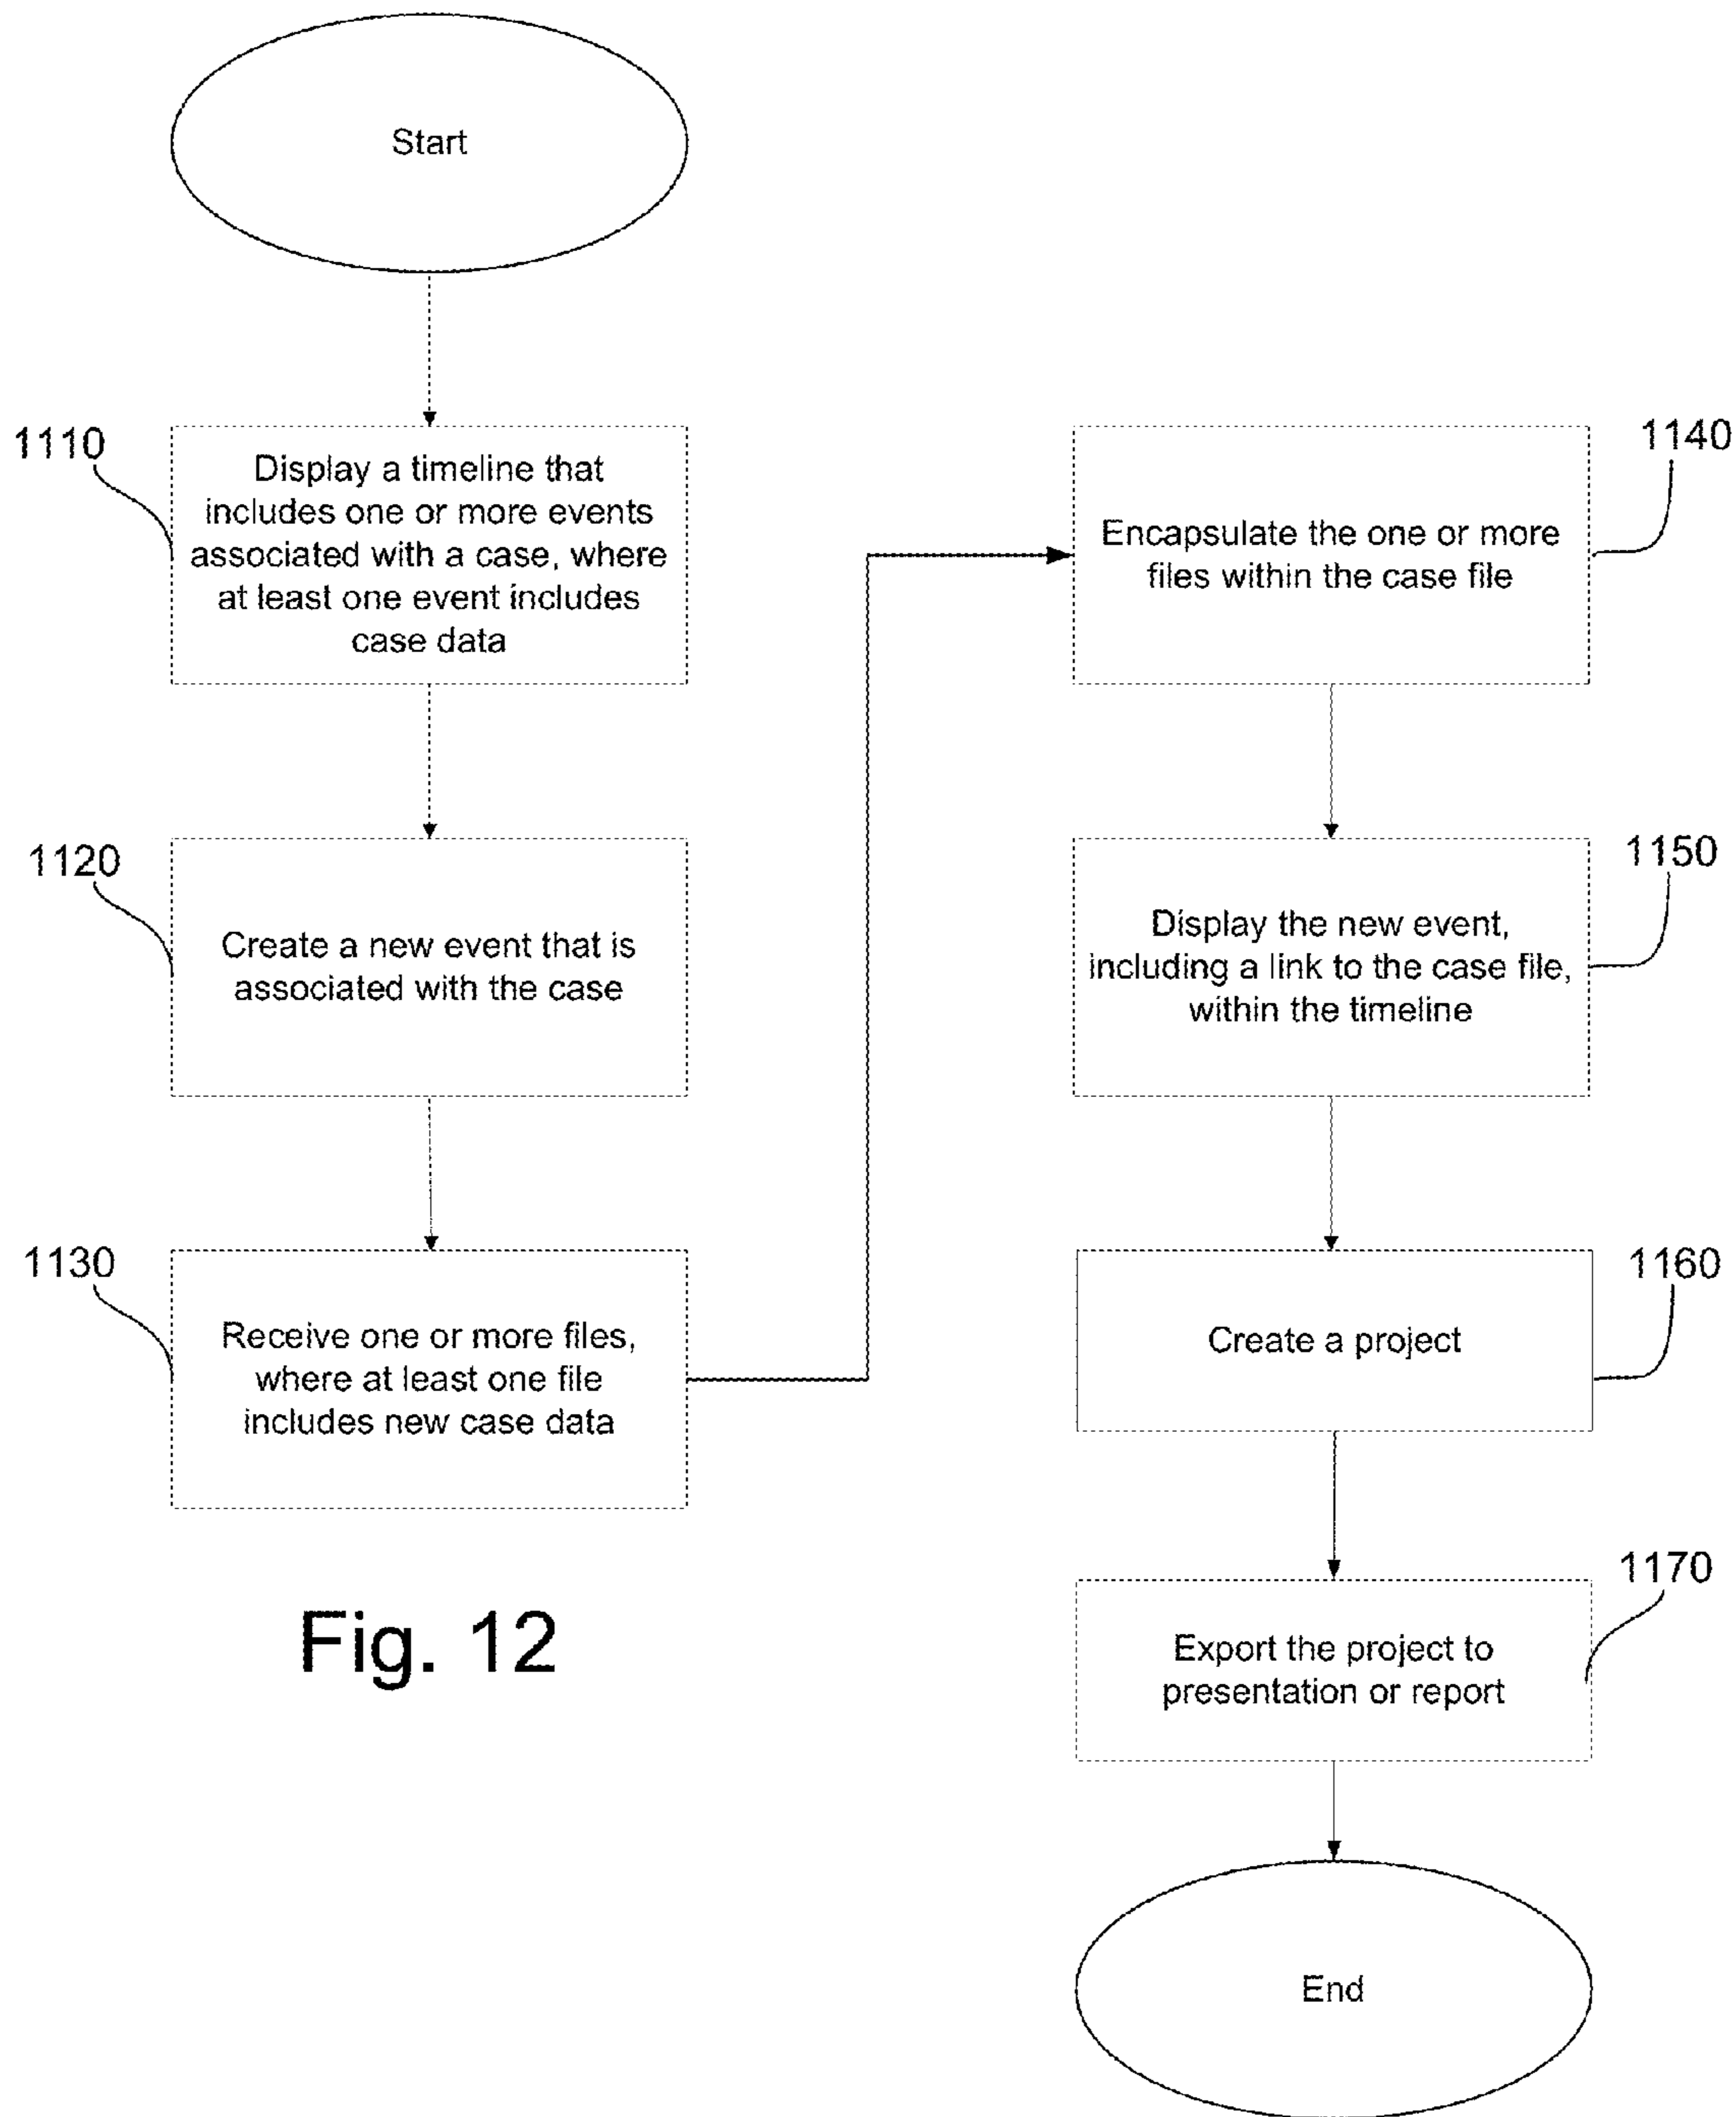 Start
1110
Display a timeline that
includes one or more events
associated with a case, where
at least one event includes
case data
1120
Create a new event that is
associated with the case
1130
Receive one or more files,
where at least one file
includes new case data
1140
Encapsulate the one or more
files within the case file
1150
Display the new event,
including a link to the case file,
within the timeline
1160
Create a project
1170
Export the project to
presentation or report
End
Fig. 12